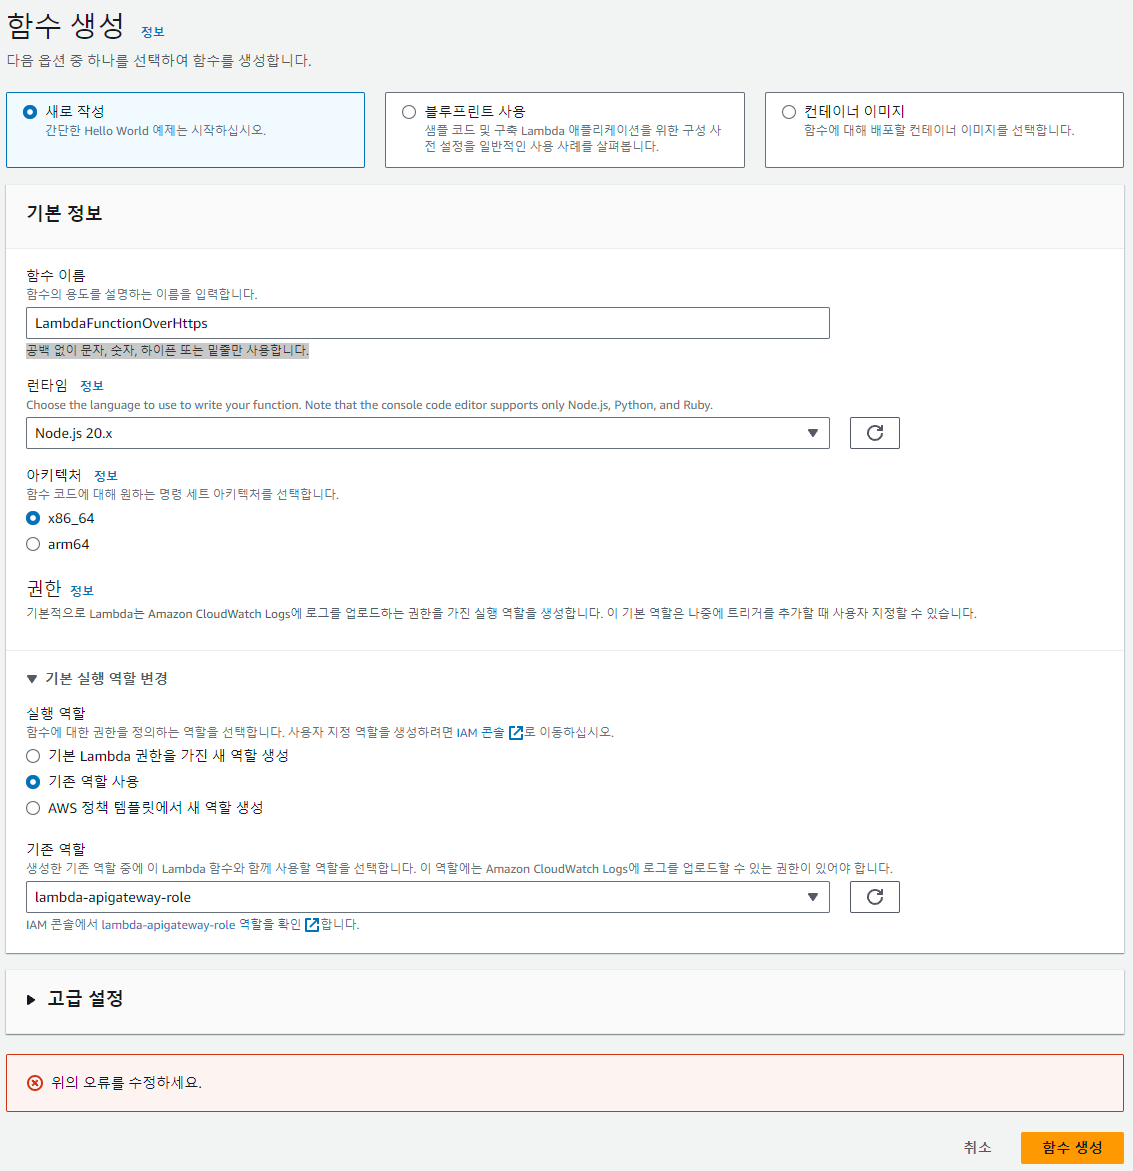 함수 생성 정보
다음 옵션 중 하나를 선택하여 함수를 생성합니다.
새로 작성
간단한 Hello World 예제는 시작하십시오.
블루프린트 사용
샘플 코드 및 구축 Lambda 애플리케이션을 위한 구성 사
전 설정을 일반적인 사용 사례를 살펴봅니다.
컨테이너 이미지
함수에 대해 배포할 컨테이너 이미지를 선택합니다.
기본 정보
함수 이름
함수의 용도를 설명하는 이름을 입력합니다.
LambdaFunctionOverHttps
공백 없이 문자, 숫자, 하이픈 또는 밑줄만 사용합니다.
런타임 정보
Choose the language to use to write your function. Note that the console code editor supports only Node.js, Python, and Ruby.
Node.js 20.x
아키텍처 정보
함수 코드에 대해 원하는 명령 세트 아키텍처를 선택합니다.
x86_64
arm64
권한 정보
기본적으로 Lambda는 Amazon CloudWatch Logs에 로그를 업로드하는 권한을 가진 실행 역할을 생성합니다. 이 기본 역할은 나중에 트리거를 추가할 때 사용자 지정할 수 있습니다.
기본 실행 역할 변경
실행 역할
함수에 대한 권한을 정의하는 역할을 선택합니다. 사용자 지정 역할을 생성하려면 IAM 콘솔로 이동하십시오.
기본 Lambda 권한을 가진 새 역할 생성
기존 역할 사용
AWS 정책 템플릿에서 새 역할 생성
기존 역할
생성한 기존 역할 중에 이 Lambda 함수와 함께 사용할 역할을 선택합니다. 이 역할에는 Amazon CloudWatch Logs에 로그를 업로드할 수 있는 권한이 있어야 합니다.
lambda-apigateway-role
IAM 콘솔에서 lambda-apigateway-role 역할을 확인합니다.
고급 설정
위의 오류를 수정하세요.
취소
함수 생성